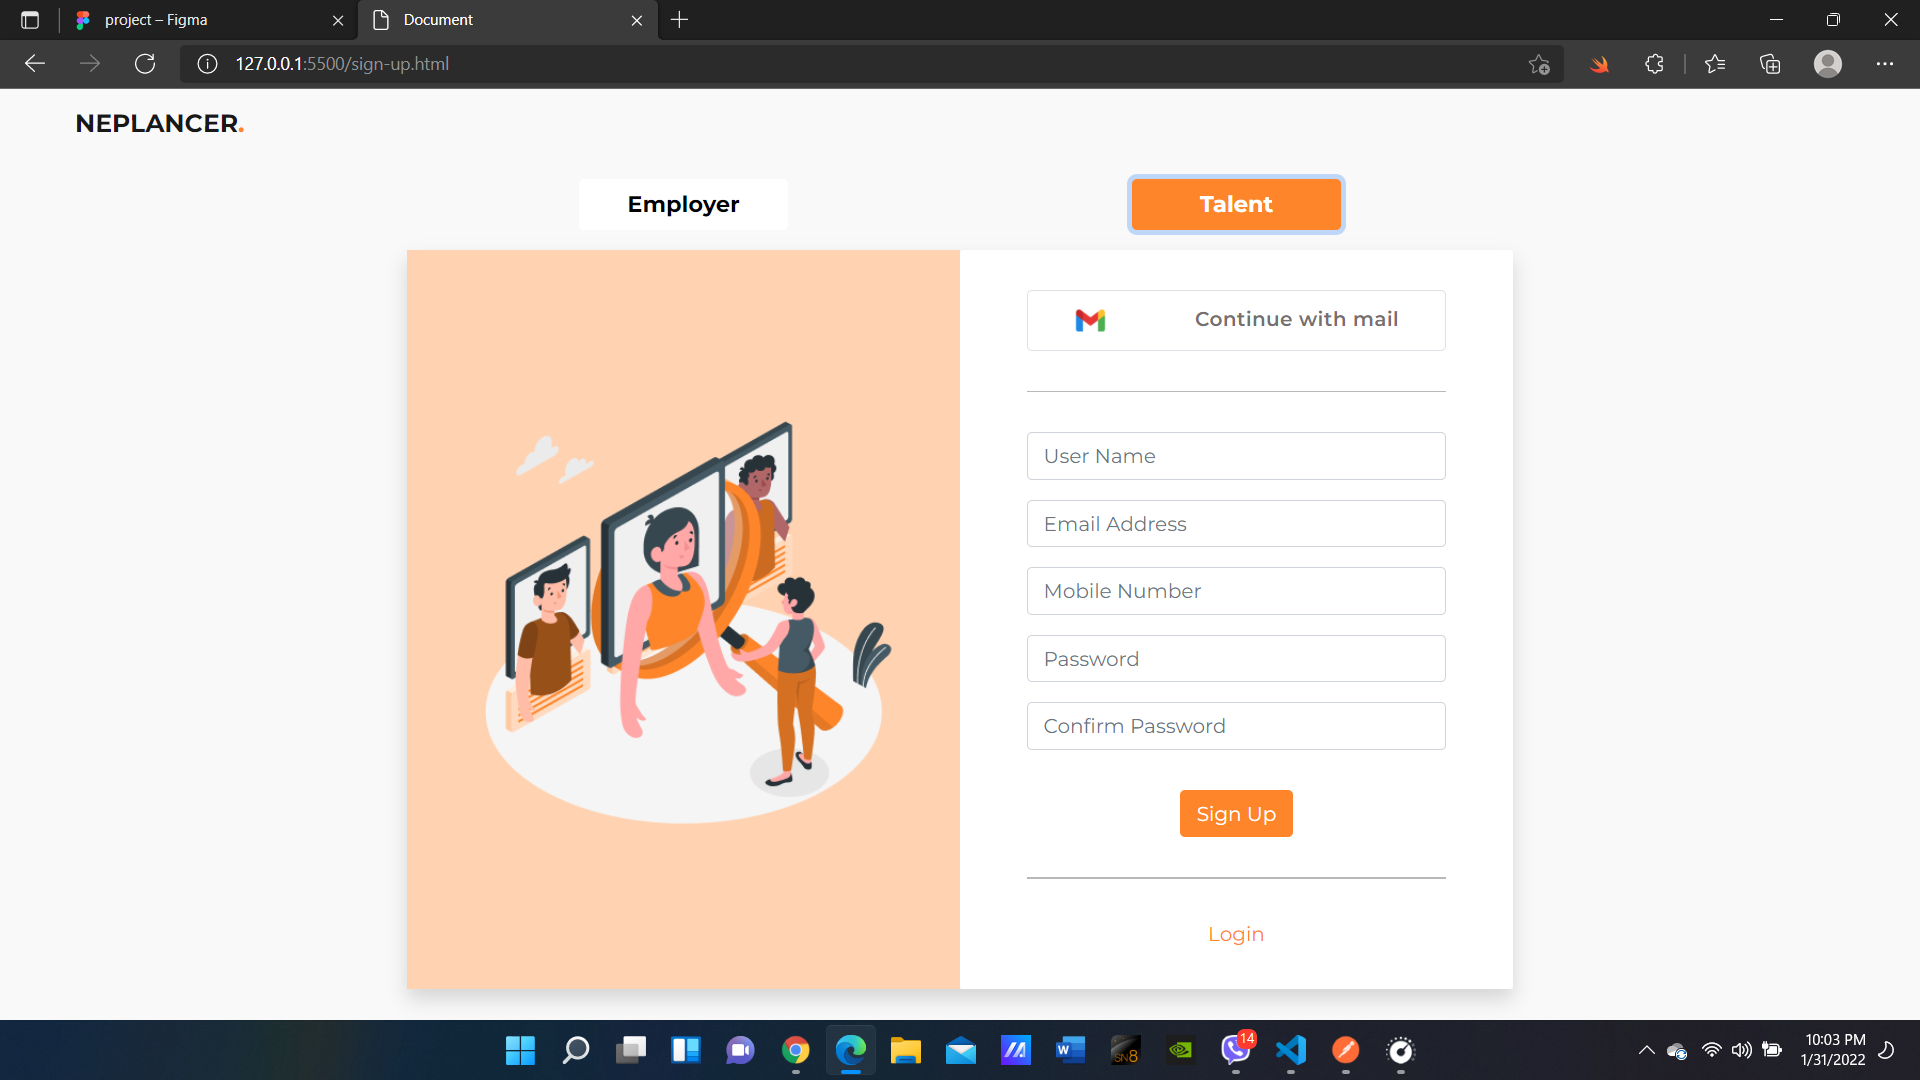 project – Figma
Document
127.0.0.1:5500/sign-up.html
NEPLANCER.
Employer
Talent
Continue with mail
User Name
Email Address
Mobile Number
Password
Confirm Password
Sign Up
Login
W
SN8
14
10:03 PM
1/31/2022